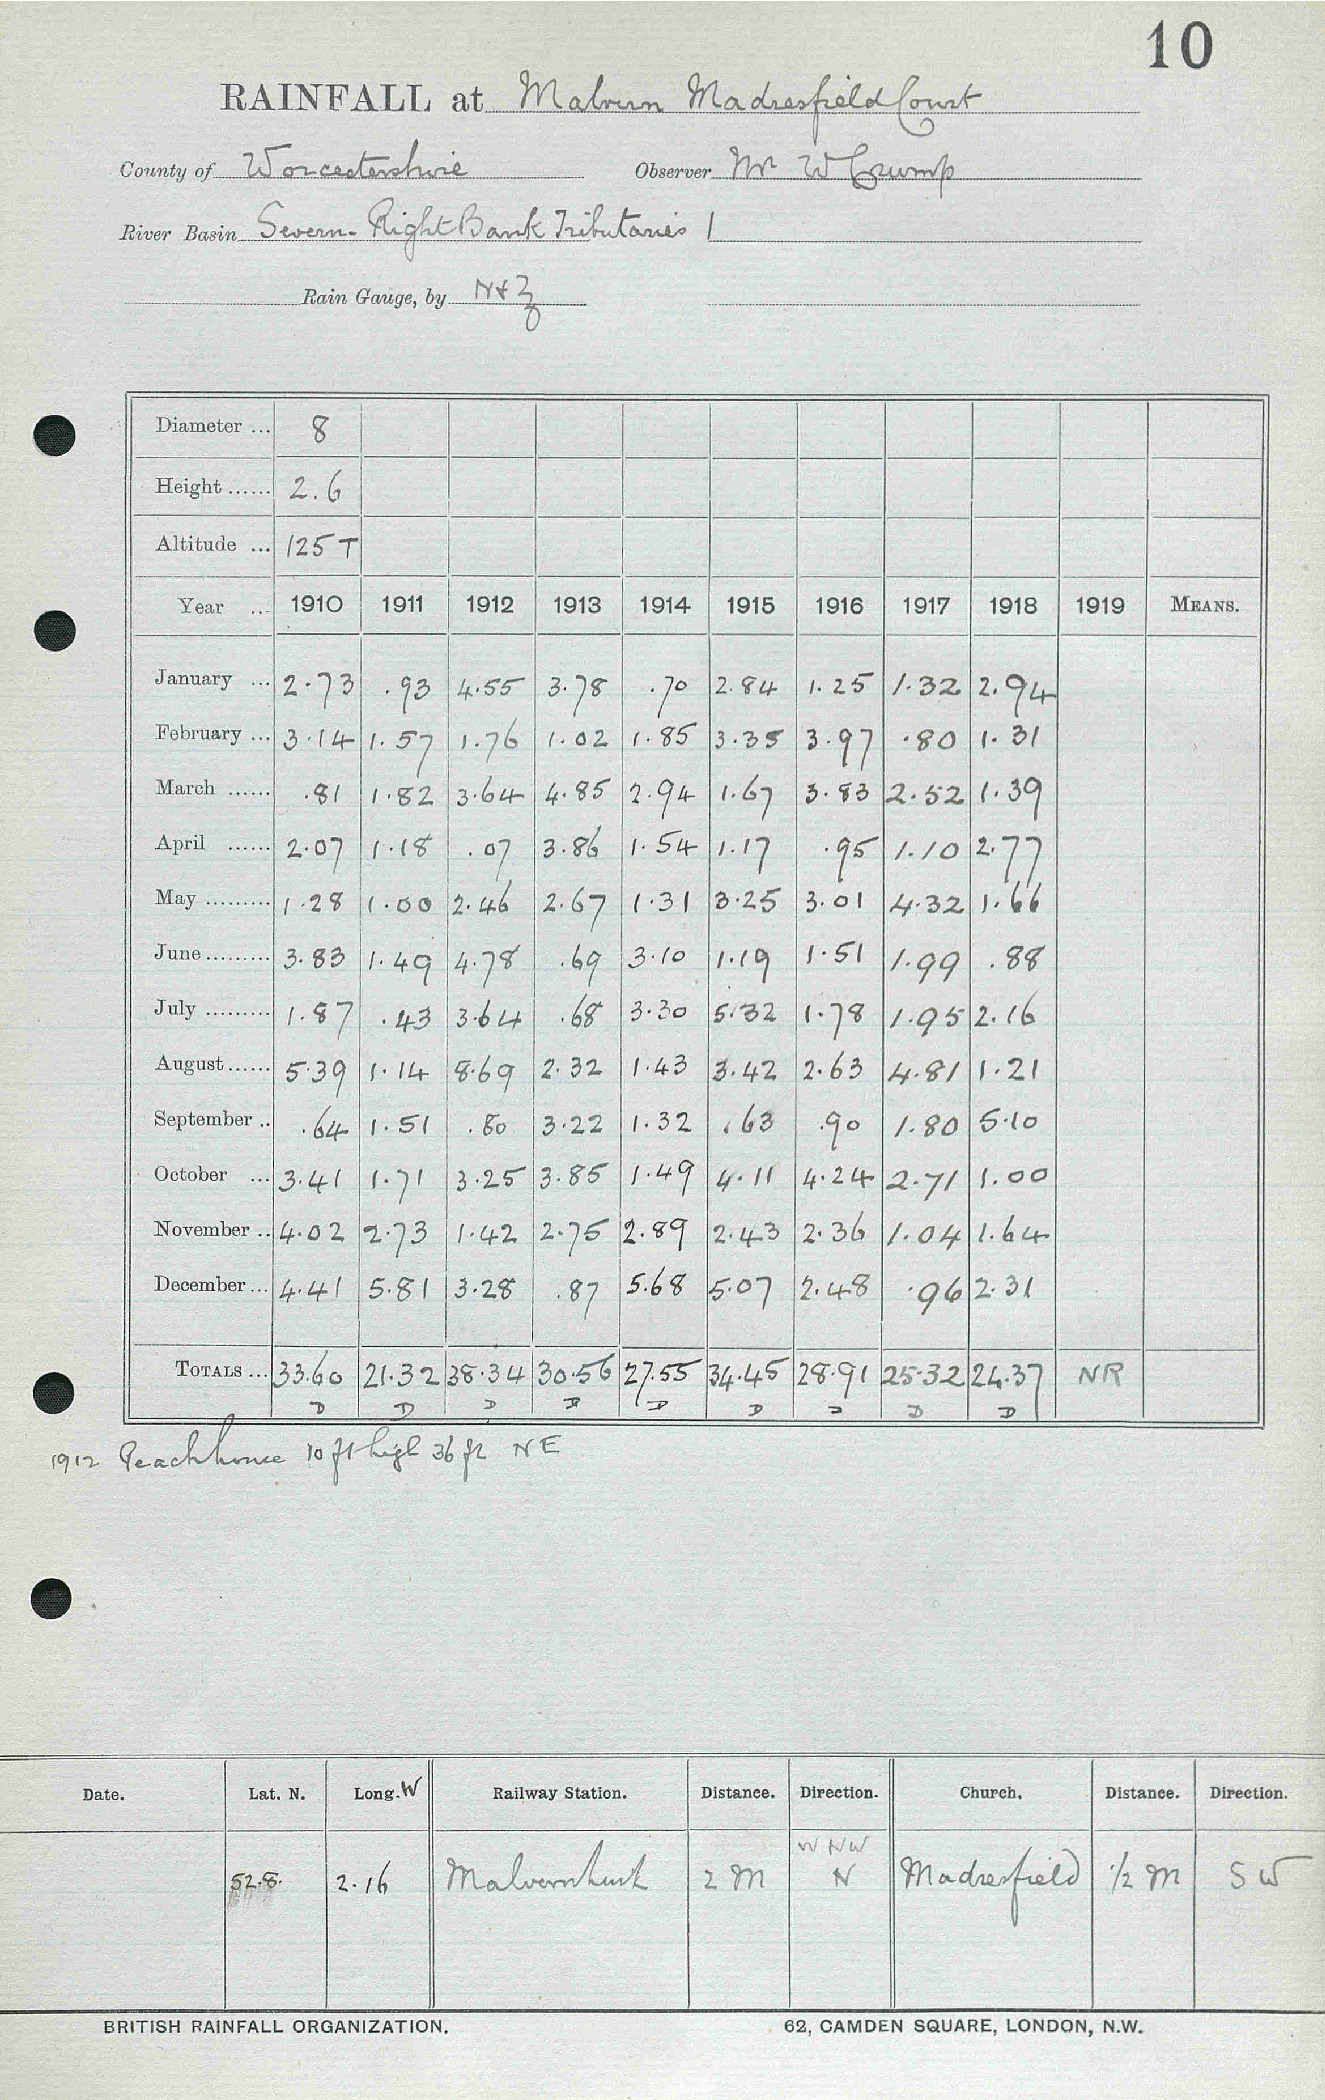 10
RAINFALL at Malvern Madresfield Court
County of Worcestershire Observer Mr W Crump
River Basin Severn - Right Bank Tributaries 1
Rain Gauge, by N & Z
Diameter ... 8
Height ...... 2.6
Altitude ... 125 T
Year ... 1910 1911 1912 1913 1914 1915 1916 1917 1918 1919 MEANS.
January ... 2.73 .93 4.55 3.78 .70 2.84 1.25 1.32 2.94
February ... 3.14 1.57 1.76 1.02 1.85 3.35 3.97 .80 1.31
March ...... .81 1.82 3.64 4.85 2.94 1.67 3.83 2.52 1.39
April ...... 2.07 1.18 .07 3.86 1.54 1.17 .95 1.10 2.77
May ......... 1.28 1.00 2.46 2.67 1.31 3.25 3.01 4.32 1.66
June ......... 3.83 1.49 4.78 .69 3.10 1.19 1.51 1.99 .88
July ......... 1.87 .43 3.64 .68 3.30 5.32 1.78 1.95 2.16
August ...... 5.39 1.14 8.69 2.32 1.43 3.42 2.63 4.81 1.21
September .. .64 1.51 .80 3.22 1.32 .63 .90 1.80 5.10
October ... 3.41 1.71 3.25 3.85 1.49 4.11 4.24 2.71 1.00
November .. 4.02 2.73 1.42 2.75 2.89 2.43 2.36 1.04 1.64
December ... 4.41 5.81 3.28 .87 5.68 5.07 2.48 .96 2.31
TOTALS ... 33.60 21.32 38.34 30.56 27.55 34.45 28.91 25.32 24.37 NR
D D D D D D D D D
1912 Peachhouse 10 ft high 36 ft NE
Date. Lat. N. Long. W Railway Station. Distance. Direction. Church. Distance. Direction.
W NW
52.8. 2.16 Malvern Link 2 M N Madresfield 1/2 M SW
BRITISH RAINFALL ORGANIZATION. 62, CAMDEN SQUARE, LONDON, N.W.